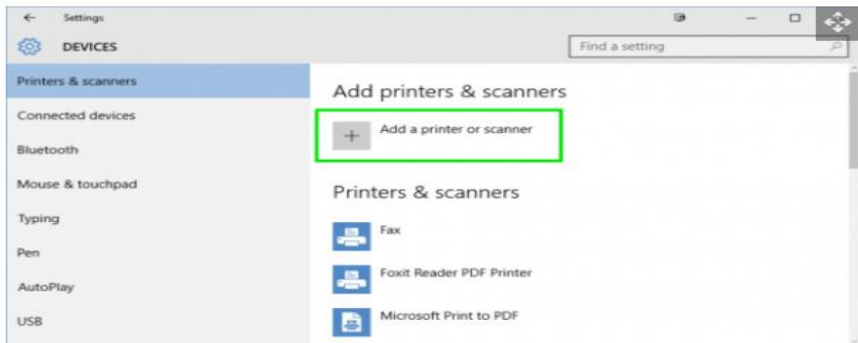 Settings
DEVICES
Find a setting
Printers & scanners
Connected devices
Bluetooth
Mouse & touchpad
Typing
Pen
AutoPlay
USB
Add printers & scanners
Add a printer or scanner
Printers & scanners
Fax
Foxit Reader PDF Printer
Microsoft Print to PDF